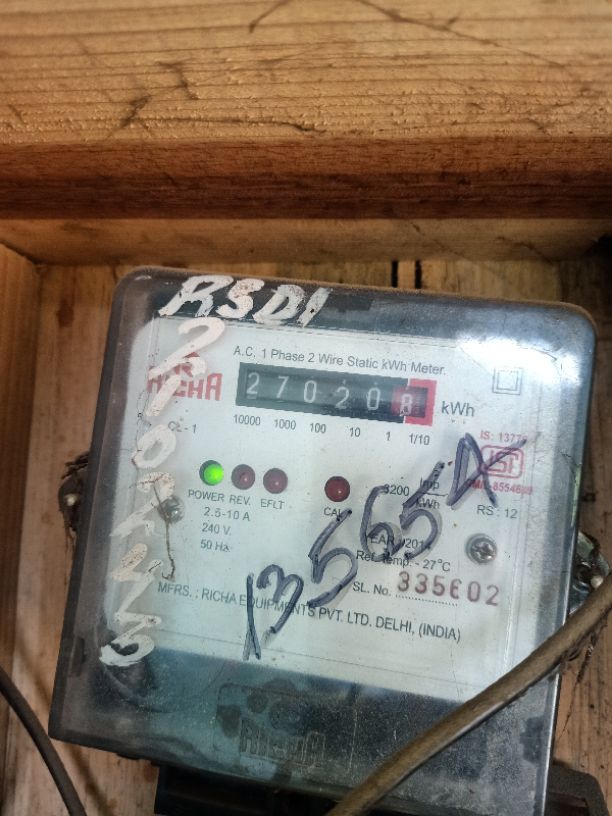 RSDI
A.C. 1 Phase 2 Wire Static kWh Meter.
RICHA
270208 kWh
CL - 1
10000 1000 100 10 1 1/10
POWER REV. EFLT CAL
3200 Imp/kWh
RS : 12
2.5-10 A
240 V.
50 Hz
Ref. Temp. - 27°C
13565A
SL. No. 335602
MFRS. : RICHA EQUIPMENTS PVT. LTD. DELHI, (INDIA)
RICHA